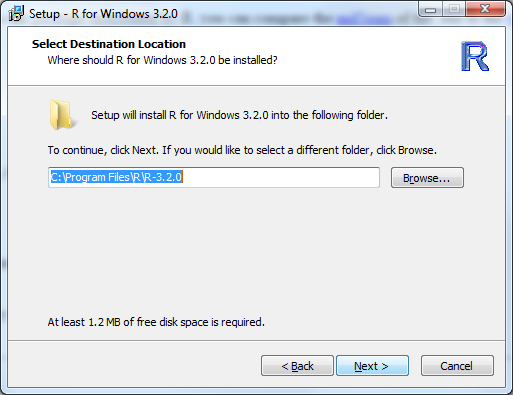 Setup - R for Windows 3.2.0
Select Destination Location
Where should R for Windows 3.2.0 be installed?
R
Setup will install R for Windows 3.2.0 into the following folder.
To continue, click Next. If you would like to select a different folder, click Browse.
C:\Program Files\R\R-3.2.0
Browse...
At least 1.2 MB of free disk space is required.
< Back
Next >
Cancel